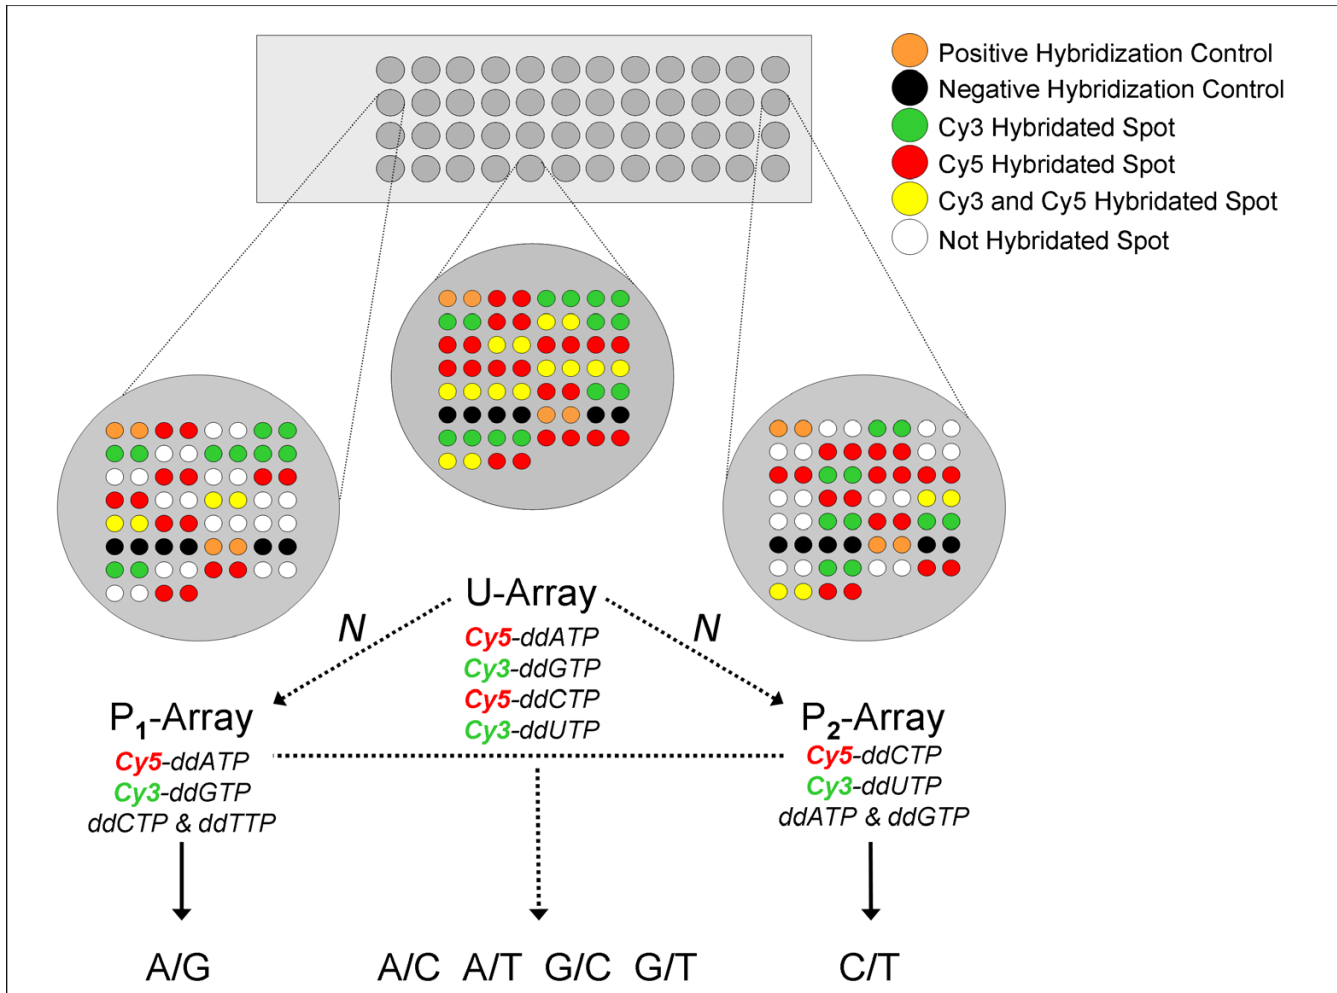 Positive Hybridization Control
Negative Hybridization Control
Cy3 Hybridated Spot
Cy5 Hybridated Spot
Cy3 and Cy5 Hybridated Spot
Not Hybridated Spot
U-Array
N
N
Cy5-ddATP
Cy3-ddGTP
Cy5-ddCTP
Cy3-ddUTP
P1-Array
Cy5-ddATP
Cy3-ddGTP
ddCTP & ddTTP
P2-Array
Cy5-ddCTP
Cy3-ddUTP
ddATP & ddGTP
A/G
A/C A/T G/C G/T
C/T